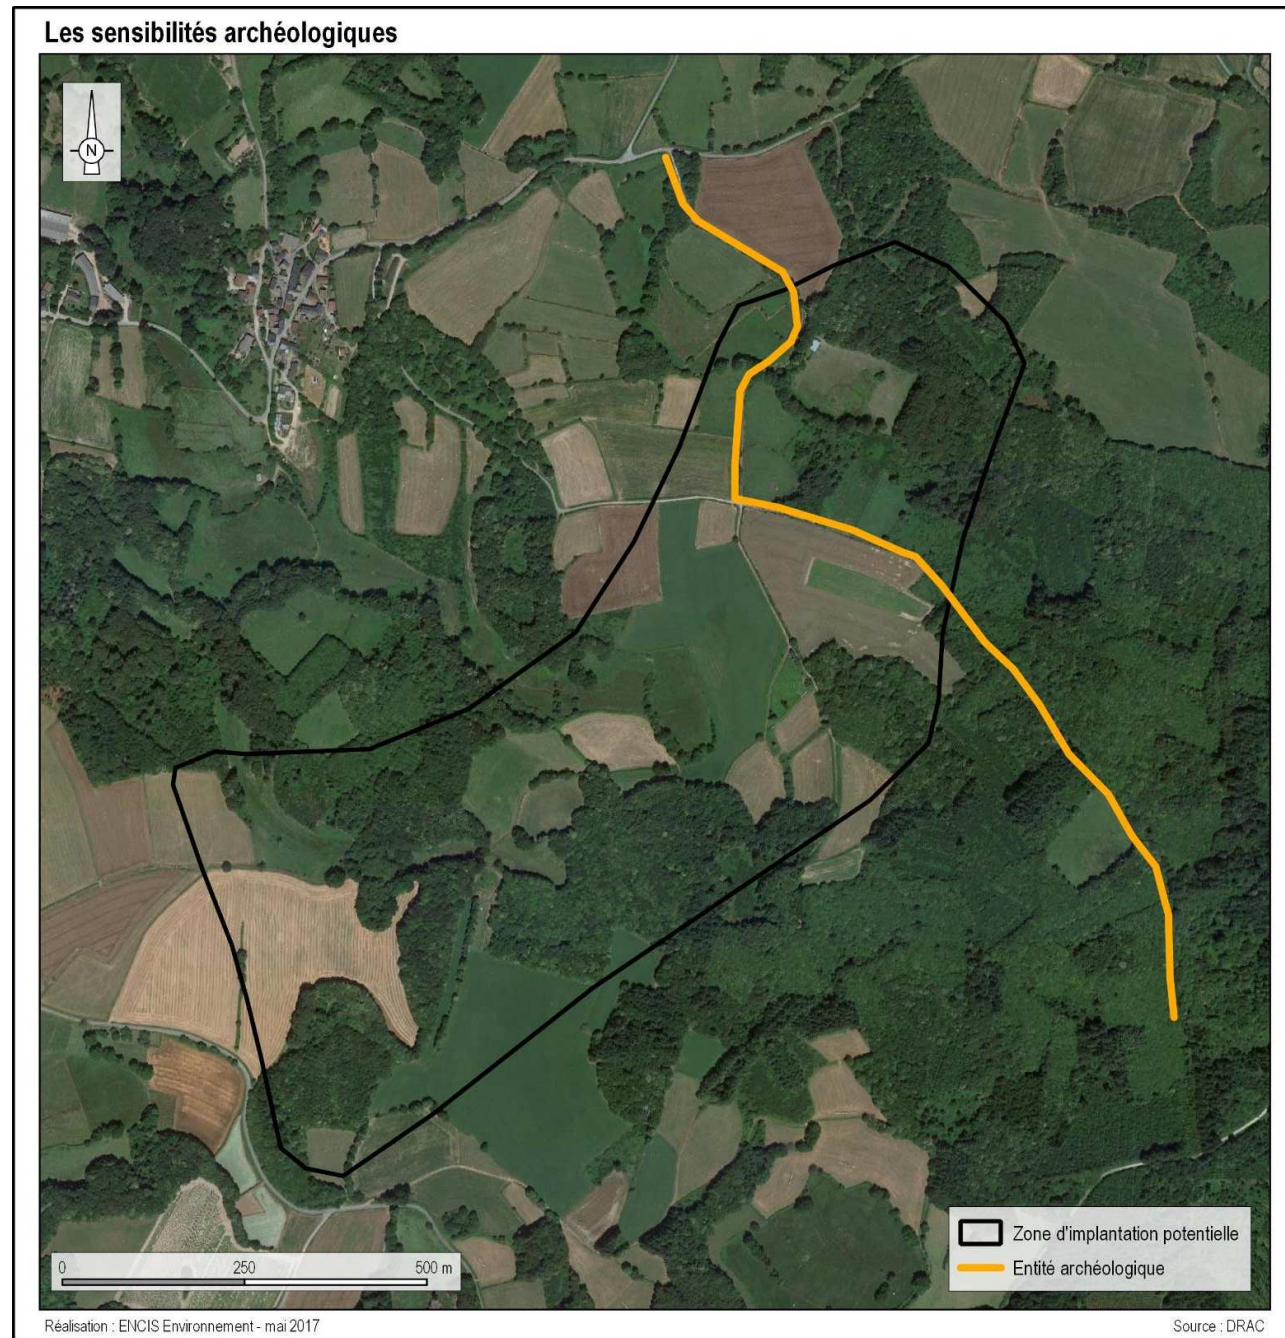 Les sensibilités archéologiques
N
Zone d'implantation potentielle
Entité archéologique
0 250 500 m
Réalisation : ENCIS Environnement - mai 2017
Source : DRAC